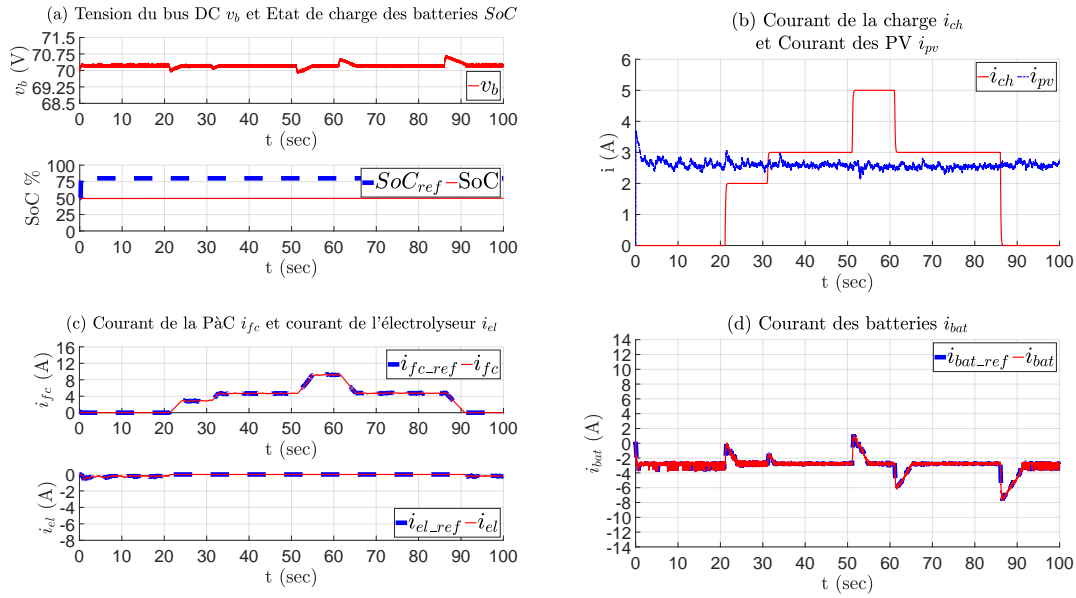 (a) Tension du bus DC v_b et Etat de charge des batteries SoC
71.5
70.75
70
69.25
68.5
v_b (V)
v_b
0 10 20 30 40 50 60 70 80 90 100
t (sec)
100
75
50
25
0
SoC %
SoC_ref SoC
0 10 20 30 40 50 60 70 80 90 100
t (sec)
(b) Courant de la charge i_ch
et Courant des PV i_pv
6
5
4
3
2
1
0
i (A)
i_ch i_pv
0 10 20 30 40 50 60 70 80 90 100
t (sec)
(c) Courant de la PàC i_fc et courant de l'électrolyseur i_el
16
12
8
4
0
i_fc (A)
i_fc_ref i_fc
0 10 20 30 40 50 60 70 80 90 100
t (sec)
0
-2
-4
-6
-8
i_el (A)
i_el_ref i_el
0 10 20 30 40 50 60 70 80 90 100
t (sec)
(d) Courant des batteries i_bat
14
12
10
8
6
4
2
0
-2
-4
-6
-8
-10
-12
-14
i_bat (A)
i_bat_ref i_bat
0 10 20 30 40 50 60 70 80 90 100
t (sec)